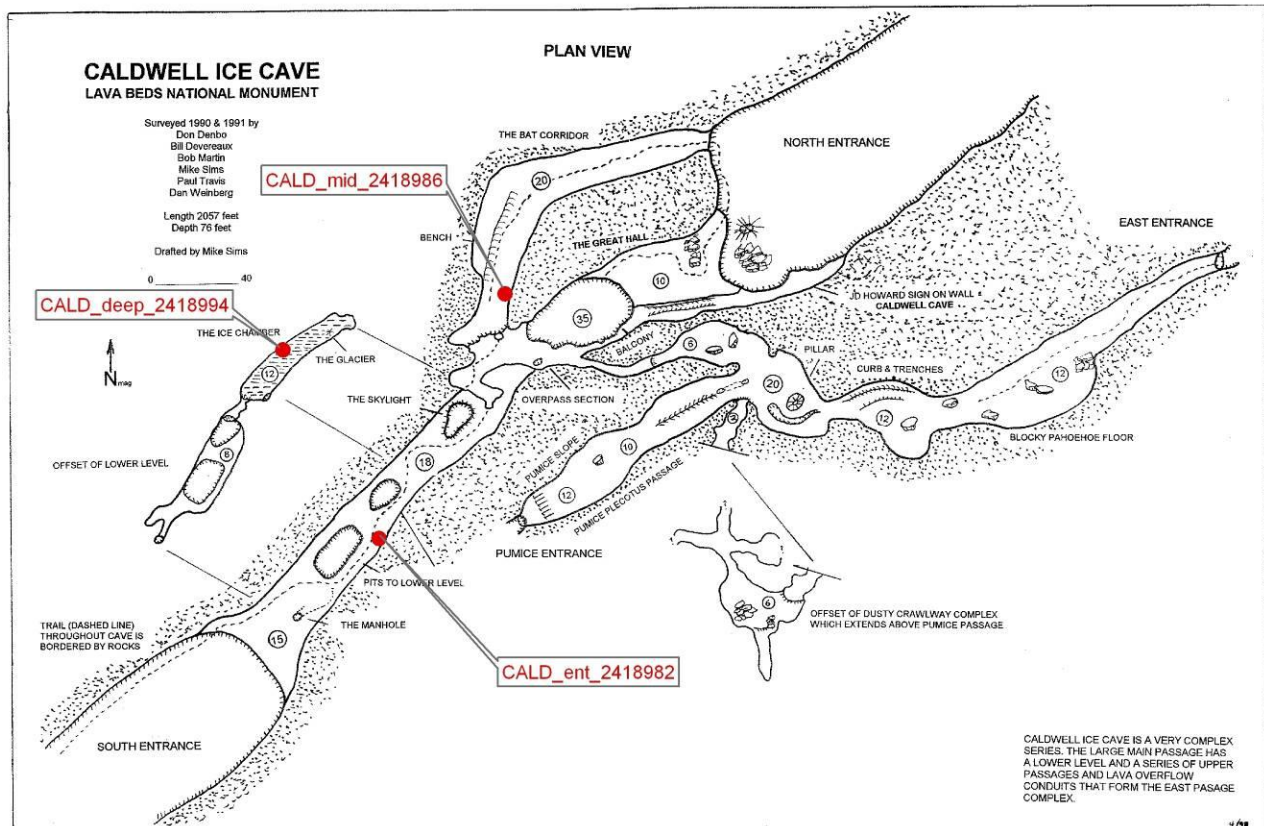 PLAN VIEW
CALDWELL ICE CAVE
LAVA BEDS NATIONAL MONUMENT
Surveyed 1990 & 1991 by
Don Denbo
Bill Devereaux
Bob Martin
Mike Sims
Paul Travis
Dan Weinberg
Length 2057 feet
Depth 76 feet
Drafted by Mike Sims
0 40
N mag
THE BAT CORRIDOR
NORTH ENTRANCE
CALD_mid_2418986
20
EAST ENTRANCE
BENCH
THE GREAT HALL
10
CALD_deep_2418994
THE ICE CHAMBER
THE GLACIER
12
JD HOWARD SIGN ON WALL
CALDWELL CAVE
35
BALCONY
6
PILLAR
CURB & TRENCHES
20
12
12
THE SKYLIGHT
OVERPASS SECTION
BLOCKY PAHOEHOE FLOOR
OFFSET OF LOWER LEVEL
8
18
PUMICE SLOPE
10
12
PUMICE PLECOTUS PASSAGE
PUMICE ENTRANCE
PITS TO LOWER LEVEL
6
OFFSET OF DUSTY CRAWLWAY COMPLEX
WHICH EXTENDS ABOVE PUMICE PASSAGE
TRAIL (DASHED LINE)
THROUGHOUT CAVE IS
BORDERED BY ROCKS
THE MANHOLE
15
CALD_ent_2418982
SOUTH ENTRANCE
CALDWELL ICE CAVE IS A VERY COMPLEX
SERIES. THE LARGE MAIN PASSAGE HAS
A LOWER LEVEL AND A SERIES OF UPPER
PASSAGES AND LAVA OVERFLOW
CONDUITS THAT FORM THE EAST PASAGE
COMPLEX.